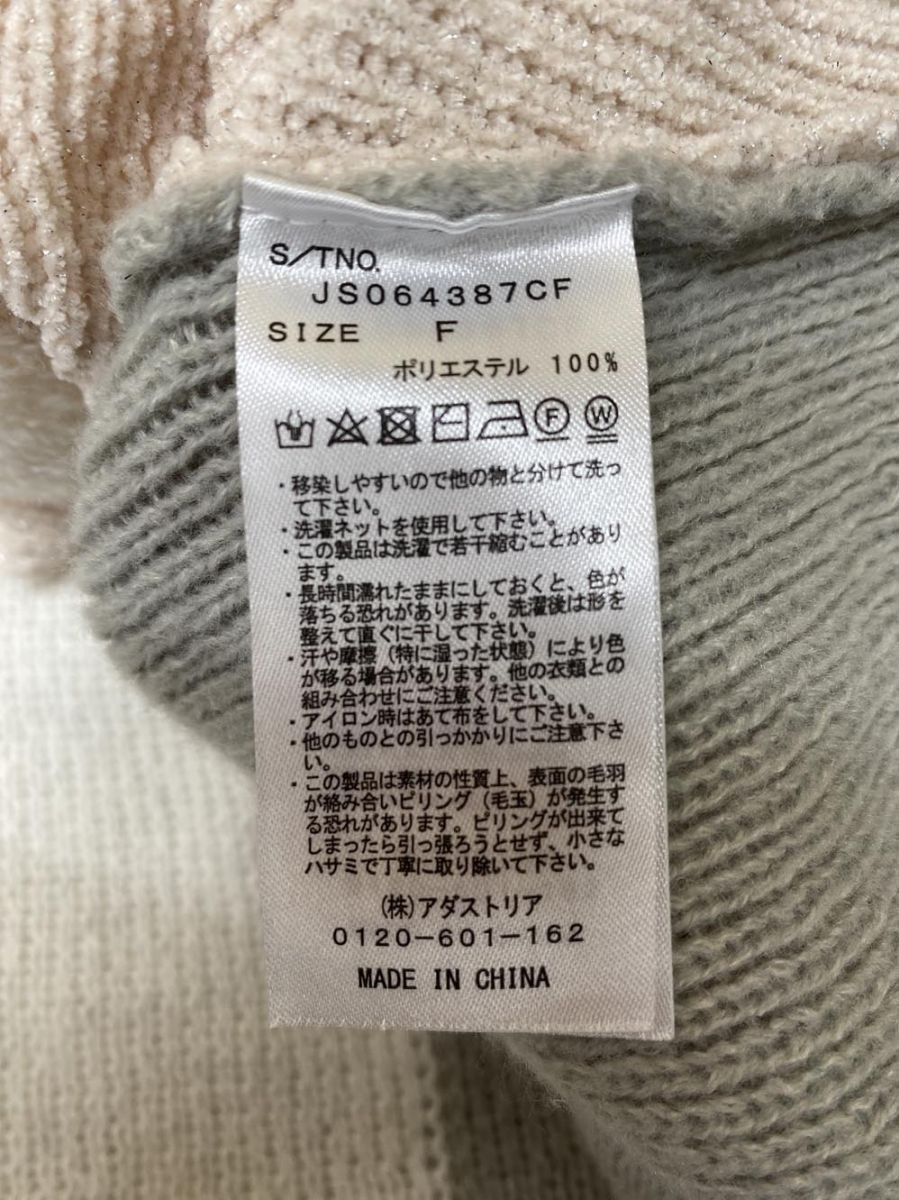 S/TNO.
JS064387CF
SIZE F
ポリエステル 100%
F W
・移染しやすいので他の物と分けて洗っ
て下さい。
・洗濯ネットを使用して下さい。
・この製品は洗濯で若干縮むことがあり
ます。
・長時間濡れたままにしておくと、色が
落ちる恐れがあります。洗濯後は形を
整えて直ぐに干して下さい。
・汗や摩擦（特に湿った状態）により色
が移る場合があります。他の衣類との
組み合わせにご注意ください。
・アイロン時はあて布をして下さい。
・他のものとの引っかかりにご注意下さ
い。
・この製品は素材の性質上、表面の毛羽
が絡み合いピリング（毛玉）が発生す
る恐れがあります。ピリングが出来て
しまったら引っ張ろうとせず、小さな
ハサミで丁寧に取り除いて下さい。
(株)アダストリア
0120-601-162
MADE IN CHINA